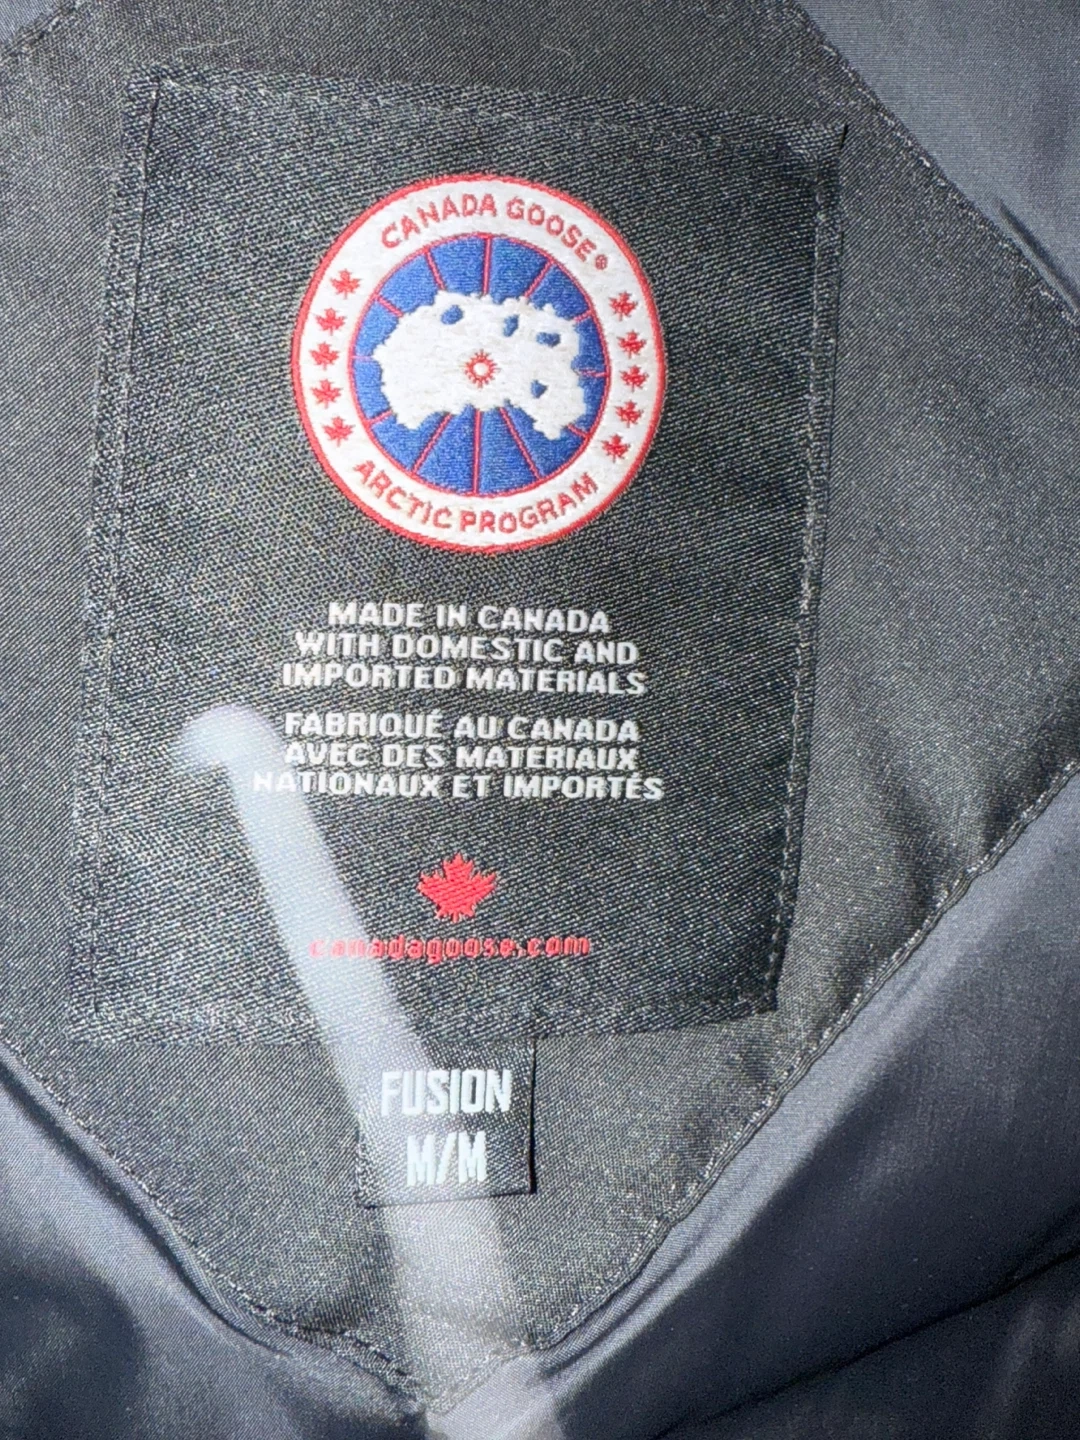 CANADA GOOSE®
ARCTIC PROGRAM
MADE IN CANADA
WITH DOMESTIC AND
IMPORTED MATERIALS
FABRIQUÉ AU CANADA
AVEC DES MATERIAUX
NATIONAUX ET IMPORTÉS
canadagoose.com
FUSION
M/M